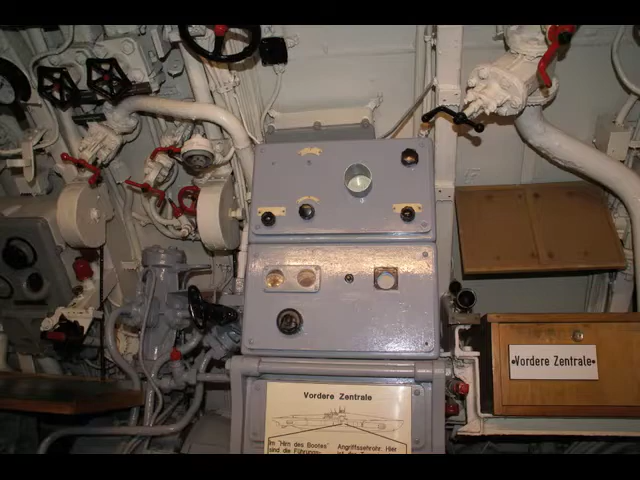 Vordere Zentrale
Vordere Zentrale
Im "Hirn des Bootes"
sind die Führungs-
Angriffssehrohr. Hier